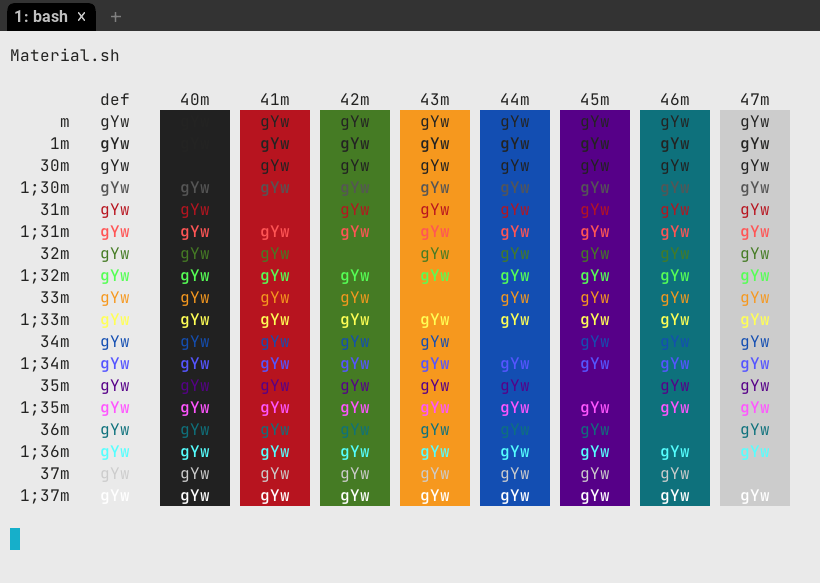 1: bash × +
Material.sh
def 40m 41m 42m 43m 44m 45m 46m 47m
m gYw gYw gYw gYw gYw gYw gYw gYw
1m gYw gYw gYw gYw gYw gYw gYw gYw
30m gYw gYw gYw gYw gYw gYw gYw gYw
1;30m gYw gYw gYw gYw gYw gYw gYw gYw gYw
31m gYw gYw gYw gYw gYw gYw gYw gYw
1;31m gYw gYw gYw gYw gYw gYw gYw gYw gYw
32m gYw gYw gYw gYw gYw gYw gYw gYw
1;32m gYw gYw gYw gYw gYw gYw gYw gYw gYw
33m gYw gYw gYw gYw gYw gYw gYw gYw
1;33m gYw gYw gYw gYw gYw gYw gYw gYw gYw
34m gYw gYw gYw gYw gYw gYw gYw gYw
1;34m gYw gYw gYw gYw gYw gYw gYw gYw gYw
35m gYw gYw gYw gYw gYw gYw gYw gYw
1;35m gYw gYw gYw gYw gYw gYw gYw gYw gYw
36m gYw gYw gYw gYw gYw gYw gYw gYw
1;36m gYw gYw gYw gYw gYw gYw gYw gYw gYw
37m gYw gYw gYw gYw gYw gYw gYw gYw
1;37m gYw gYw gYw gYw gYw gYw gYw gYw gYw